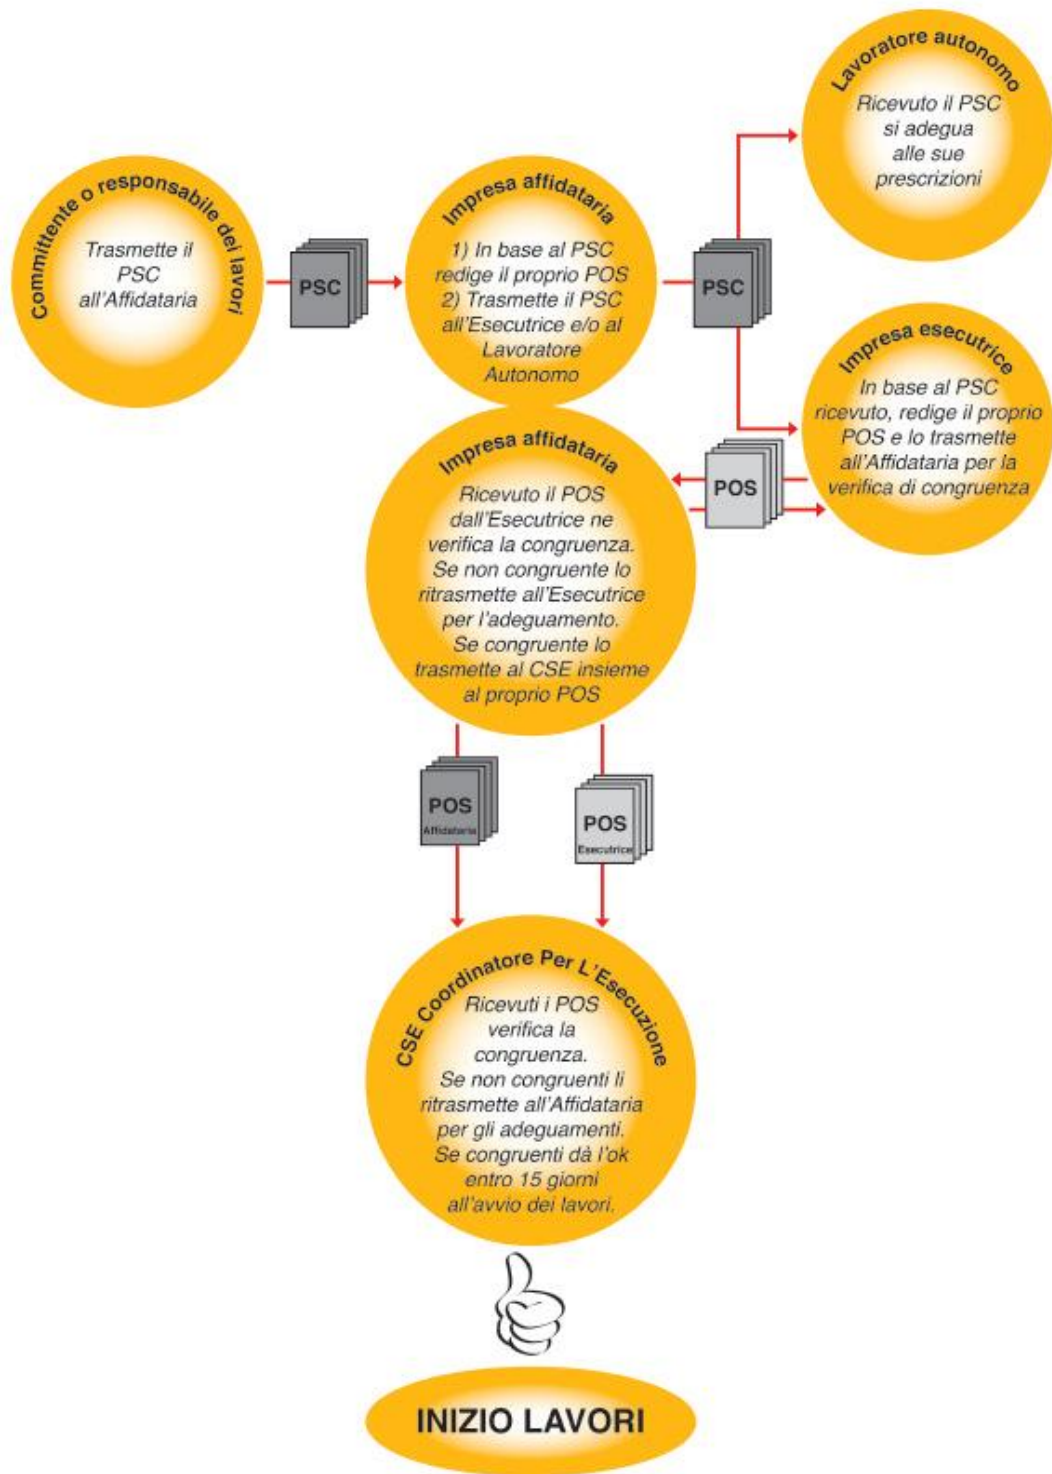 Committente o responsabile dei lavori
Trasmette il
PSC
all'Affidataria
PSC
Impresa affidataria
1) In base al PSC
redige il proprio POS
2) Trasmette il PSC
all'Esecutrice e/o al
Lavoratore
Autonomo
PSC
Lavoratore autonomo
Ricevuto il PSC
si adegua
alle sue
prescrizioni
Impresa esecutrice
In base al PSC
ricevuto, redige il proprio
POS e lo trasmette
all'Affidataria per la
verifica di congruenza
POS
Impresa affidataria
Ricevuto il POS
dall'Esecutrice ne
verifica la congruenza.
Se non congruente lo
ritrasmette all'Esecutrice
per l'adeguamento.
Se congruente lo
trasmette al CSE insieme
al proprio POS
POS
Affidataria
POS
Esecutrice
CSE Coordinatore Per L'Esecuzione
Ricevuti i POS
verifica la
congruenza.
Se non congruenti li
ritrasmette all'Affidataria
per gli adeguamenti.
Se congruenti dà l'ok
entro 15 giorni
all'avvio dei lavori.
INIZIO LAVORI